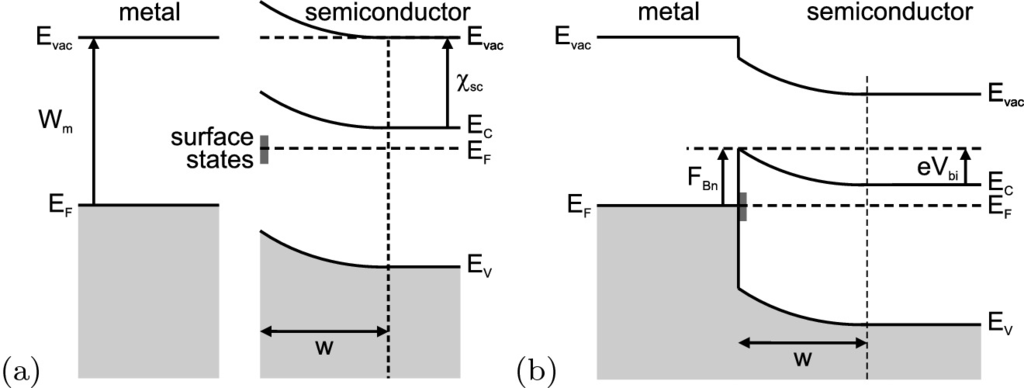 metal semiconductor
E_vac E_vac
W_m χ_sc
surface
states
E_C
E_F
E_F
E_V
w
(a)
metal semiconductor
E_vac
E_vac
F_Bn eV_bi
E_C
E_F E_F
E_V
w
(b)